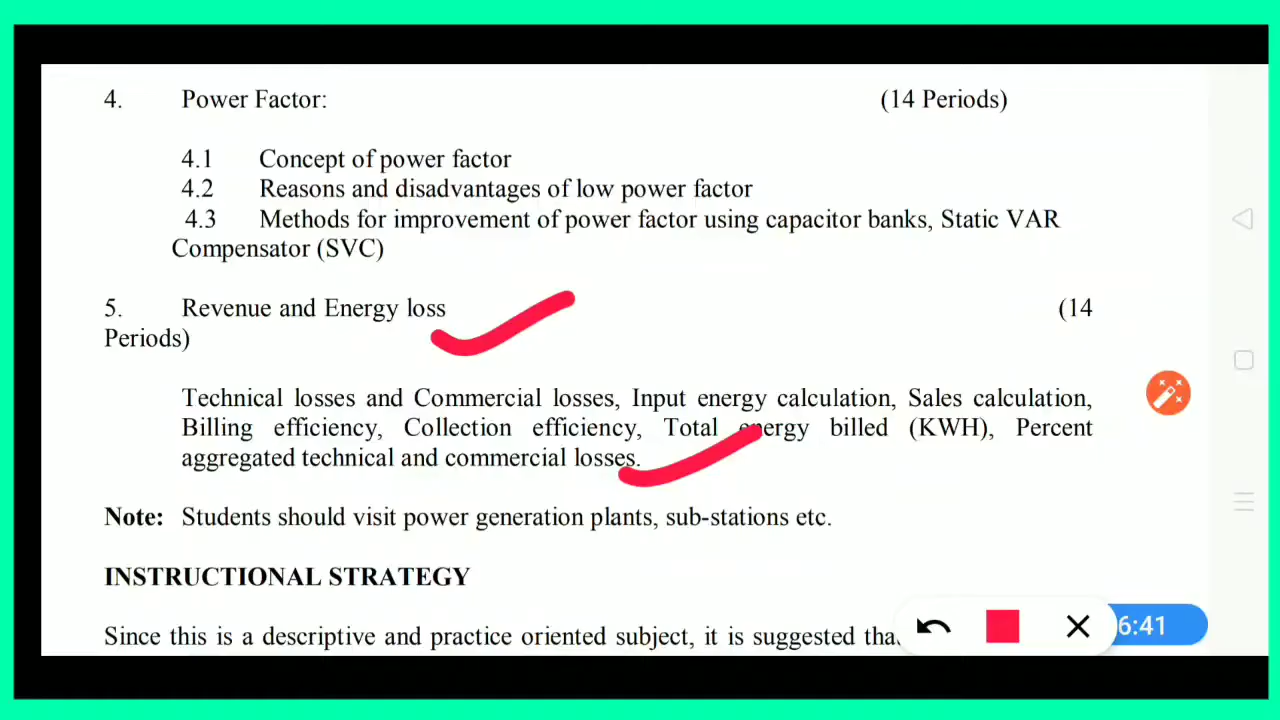 4. Power Factor: (14 Periods)
4.1 Concept of power factor
4.2 Reasons and disadvantages of low power factor
4.3 Methods for improvement of power factor using capacitor banks, Static VAR
Compensator (SVC)
5. Revenue and Energy loss (14
Periods)
Technical losses and Commercial losses, Input energy calculation, Sales calculation,
Billing efficiency, Collection efficiency, Total energy billed (KWH), Percent
aggregated technical and commercial losses.
Note: Students should visit power generation plants, sub-stations etc.
INSTRUCTIONAL STRATEGY
Since this is a descriptive and practice oriented subject, it is suggested
6:41